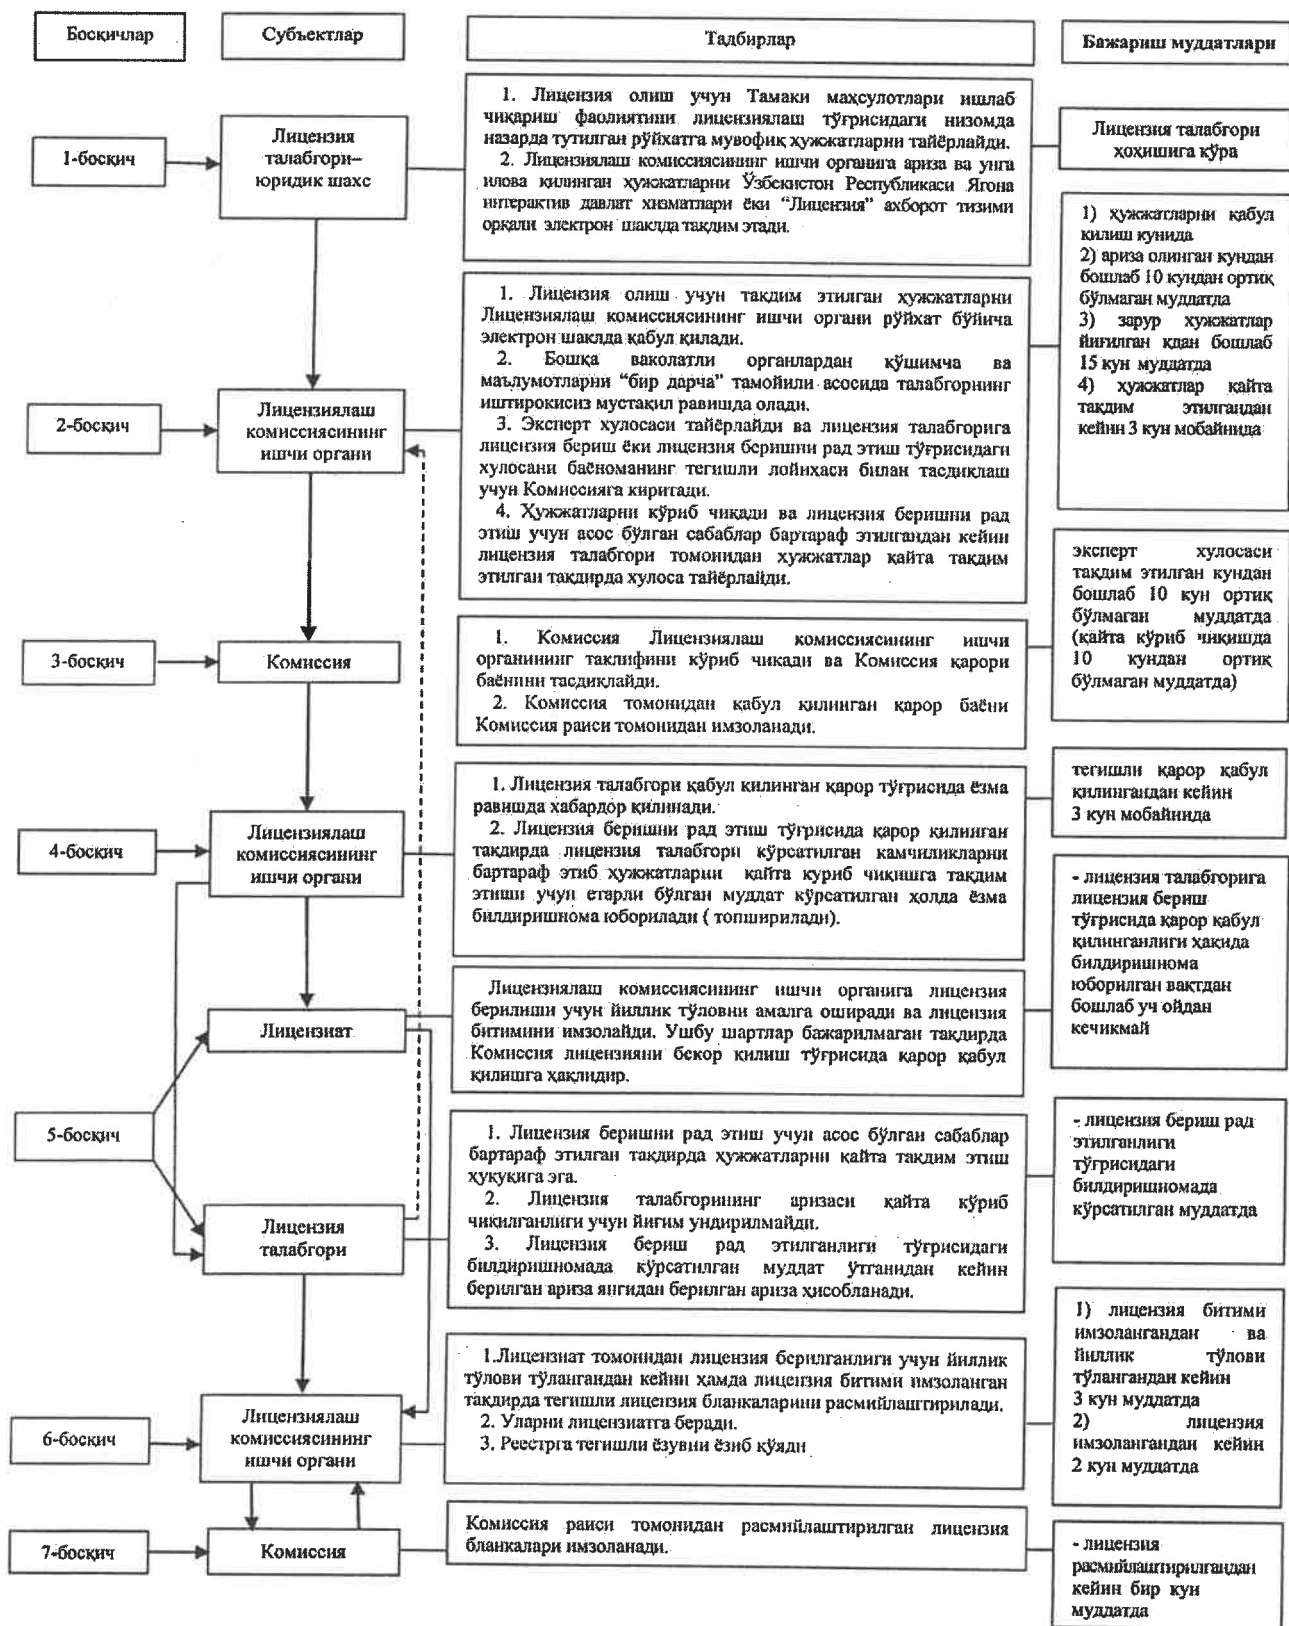 Босқичлар
Субъектлар
Тадбирлар
Бажариш муддатлари
1-босқич
Лицензия
талабгори–
юридик шахс
1. Лицензия олиш учун Тамаки маҳсулотлари ишлаб
чиқариш фаолиятини лицензиялаш тўғрисидаги низомда
назарда тутилган рўйхатга мувофиқ ҳужжатларни тайёрлайди.
2. Лицензиялаш комиссиясининг ишчи органига ариза ва унга
илова қилинган ҳужжатларни Ўзбекистон Республикаси Ягона
интерактив давлат хизматлари ёки “Лицензия” ахборот тизими
орқали электрон шаклда тақдим этади.
Лицензия талабгори
ҳоҳишига кўра
2-босқич
Лицензиялаш
комиссиясининг
ишчи органи
1. Лицензия олиш учун тақдим этилган ҳужжатларни
Лицензиялаш комиссиясининг ишчи органи рўйхат бўйича
электрон шаклда қабул қилади.
2. Бошқа ваколатли органлардан қўшимча ва
маълумотларни “бир дарча” тамойили асосида талабгорнинг
иштирокисиз мустақил равишда олади.
3. Эксперт хулосаси тайёрлайди ва лицензия талабгорига
лицензия бериш ёки лицензия беришни рад этиш тўғрисидаги
хулосани баённоманинг тегишли лойиҳаси билан тасдиқлаш
учун Комиссияга киритади.
4. Ҳужжатларни кўриб чиқади ва лицензия беришни рад
этиш учун асос бўлган сабаблар бартараф этилгандан кейин
лицензия талабгори томонидан ҳужжатлар қайта тақдим
этилган тақдирда хулоса тайёрлайди.
1) ҳужжатларни қабул
қилиш кунида
2) ариза олинган кундан
бошлаб 10 кундан ортиқ
бўлмаган муддатда
3) зарур ҳужжатлар
йиғилган қдан бошлаб
15 кун муддатда
4) ҳужжатлар қайта
тақдим этилгандан
кейин 3 кун мобайнида
3-босқич
Комиссия
1. Комиссия Лицензиялаш комиссиясининг ишчи
органининг таклифини кўриб чикади ва Комиссия қарори
баёнини тасдиқлайди.
2. Комиссия томонидан қабул қилинган қарор баёни
Комиссия раиси томонидан имзоланади.
эксперт хулосаси
тақдим этилган кундан
бошлаб 10 кун ортиқ
бўлмаган муддатда
(қайта кўриб чиқишда
10 кундан ортиқ
бўлмаган муддатда)
4-босқич
Лицензиялаш
комиссиясининг
ишчи органи
1. Лицензия талабгори қабул қилинган қарор тўғрисида ёзма
равишда хабардор қилинади.
2. Лицензия беришни рад этиш тўғрисида қарор қилинган
тақдирда лицензия талабгори кўрсатилган камчиликларни
бартараф этиб ҳужжатларни қайта куриб чиқишга тақдим
этиши учун етарли бўлган муддат кўрсатилган ҳолда ёзма
билдиришнома юборилади ( топширилади).
тегишли қарор қабул
қилингандан кейин
3 кун мобайнида
Лицензиат
Лицензиялаш комиссиясининг ишчи органига лицензия
берилиши учун йиллик тўловни амалга оширади ва лицензия
битимини имзолайди. Ушбу шартлар бажарилмаган тақдирда
Комиссия лицензияни бекор қилиш тўғрисида қарор қабул
қилишга ҳақлидир.
- лицензия талабгорига
лицензия бериш
тўғрисида қарор қабул
қилинганлиги ҳақида
билдиришнома
юборилган вақтдан
бошлаб уч ойдан
кечикмай
5-босқич
Лицензия
талабгори
1. Лицензия беришни рад этиш учун асос бўлган сабаблар
бартараф этилган тақдирда ҳужжатларни қайта тақдим этиш
ҳуқуқига эга.
2. Лицензия талабгорининг аризаси қайта кўриб
чиқилганлиги учун йиғим ундирилмайди.
3. Лицензия бериш рад этилганлиги тўғрисидаги
билдиришномада кўрсатилган муддат ўтганидан кейин
берилган ариза янгидан берилган ариза ҳисобланади.
- лицензия бериш рад
этилганлиги
тўғрисидаги
билдиришномада
кўрсатилган муддатда
6-босқич
Лицензиялаш
комиссиясининг
ишчи органи
1.Лицензиат томонидан лицензия берилганлиги учун йиллик
тўлови тўлангандан кейин ҳамда лицензия битими имзоланган
тақдирда тегишли лицензия бланкаларини расмийлаштирилади.
2. Уларни лицензиатга беради.
3. Реестрга тегишли ёзувни ёзиб қўяди
1) лицензия битими
имзолангандан ва
йиллик тўлови
тўлангандан кейин
3 кун муддатда
2) лицензия
имзолангандан кейин
2 кун муддатда
7-босқич
Комиссия
Комиссия раиси томонидан расмийлаштирилган лицензия
бланкалари имзоланади.
- лицензия
расмийлаштирилгандан
кейин бир кун
муддатда